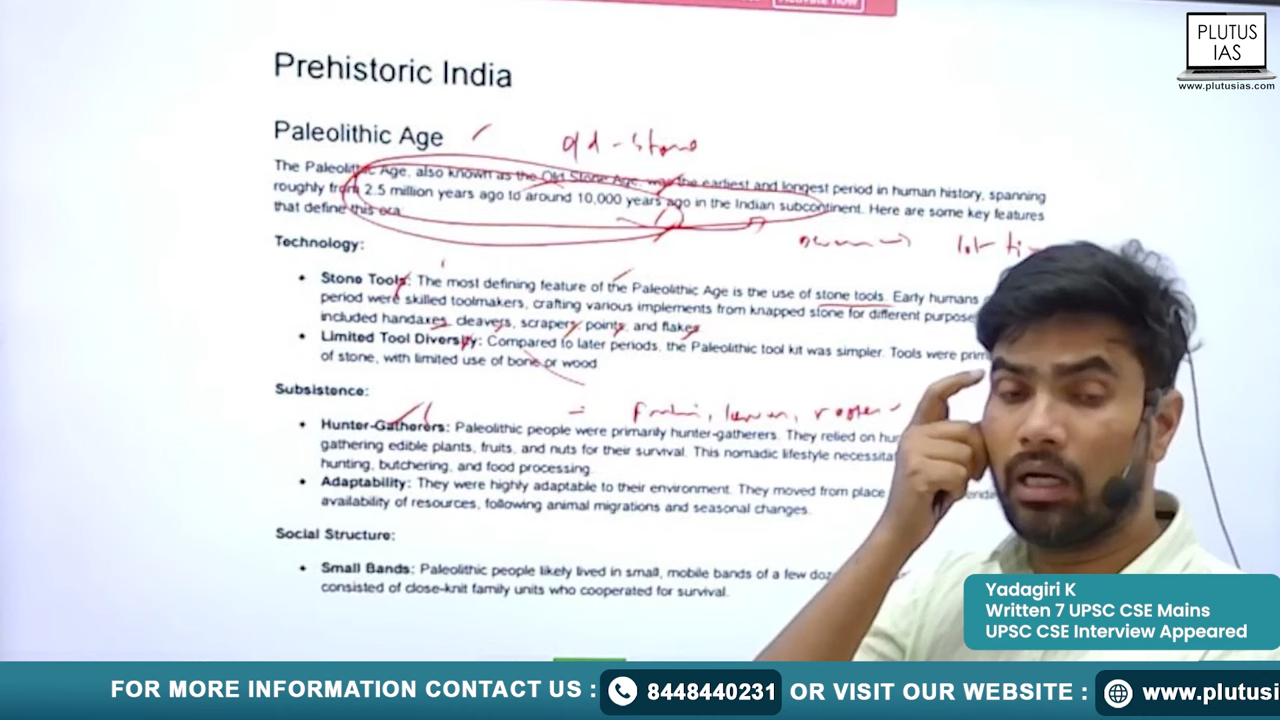 Activate now
PLUTUS
IAS
www.plutusias.com
Prehistoric India
Paleolithic Age
old-stone
The Paleolithic Age, also known as the Old Stone Age, was the earliest and longest period in human history, spanning
roughly from 2.5 million years ago to around 10,000 years ago in the Indian subcontinent. Here are some key features
that define this era
Technology:
• Stone Tools: The most defining feature of the Paleolithic Age is the use of stone tools. Early humans
period were skilled toolmakers, crafting various implements from knapped stone for different purpose
included handaxes, cleavers, scrapers, points, and flakes
• Limited Tool Diversity: Compared to later periods, the Paleolithic tool kit was simpler. Tools were prim
of stone, with limited use of bone or wood
Subsistence:
• Hunter-Gatherers: Paleolithic people were primarily hunter-gatherers. They relied on hun
gathering edible plants, fruits, and nuts for their survival. This nomadic lifestyle necessitat
hunting, butchering, and food processing.
• Adaptability: They were highly adaptable to their environment. They moved from place
availability of resources, following animal migrations and seasonal changes.
Social Structure:
• Small Bands: Paleolithic people likely lived in small, mobile bands of a few doz
consisted of close-knit family units who cooperated for survival.
Yadagiri K
Written 7 UPSC CSE Mains
UPSC CSE Interview Appeared
FOR MORE INFORMATION CONTACT US : 8448440231 OR VISIT OUR WEBSITE : www.plutusi